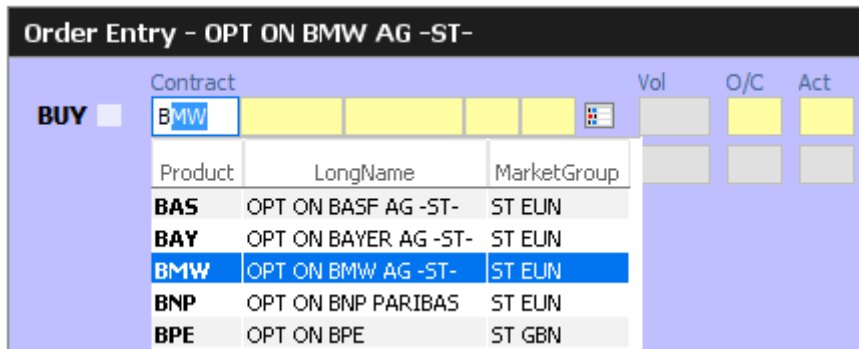 Order Entry - OPT ON BMW AG -ST-
Contract Vol O/C Act
BUY BMW
Product LongName MarketGroup
BAS OPT ON BASF AG -ST- ST EUN
BAY OPT ON BAYER AG -ST- ST EUN
BMW OPT ON BMW AG -ST- ST EUN
BNP OPT ON BNP PARIBAS ST EUN
BPE OPT ON BPE ST GBN